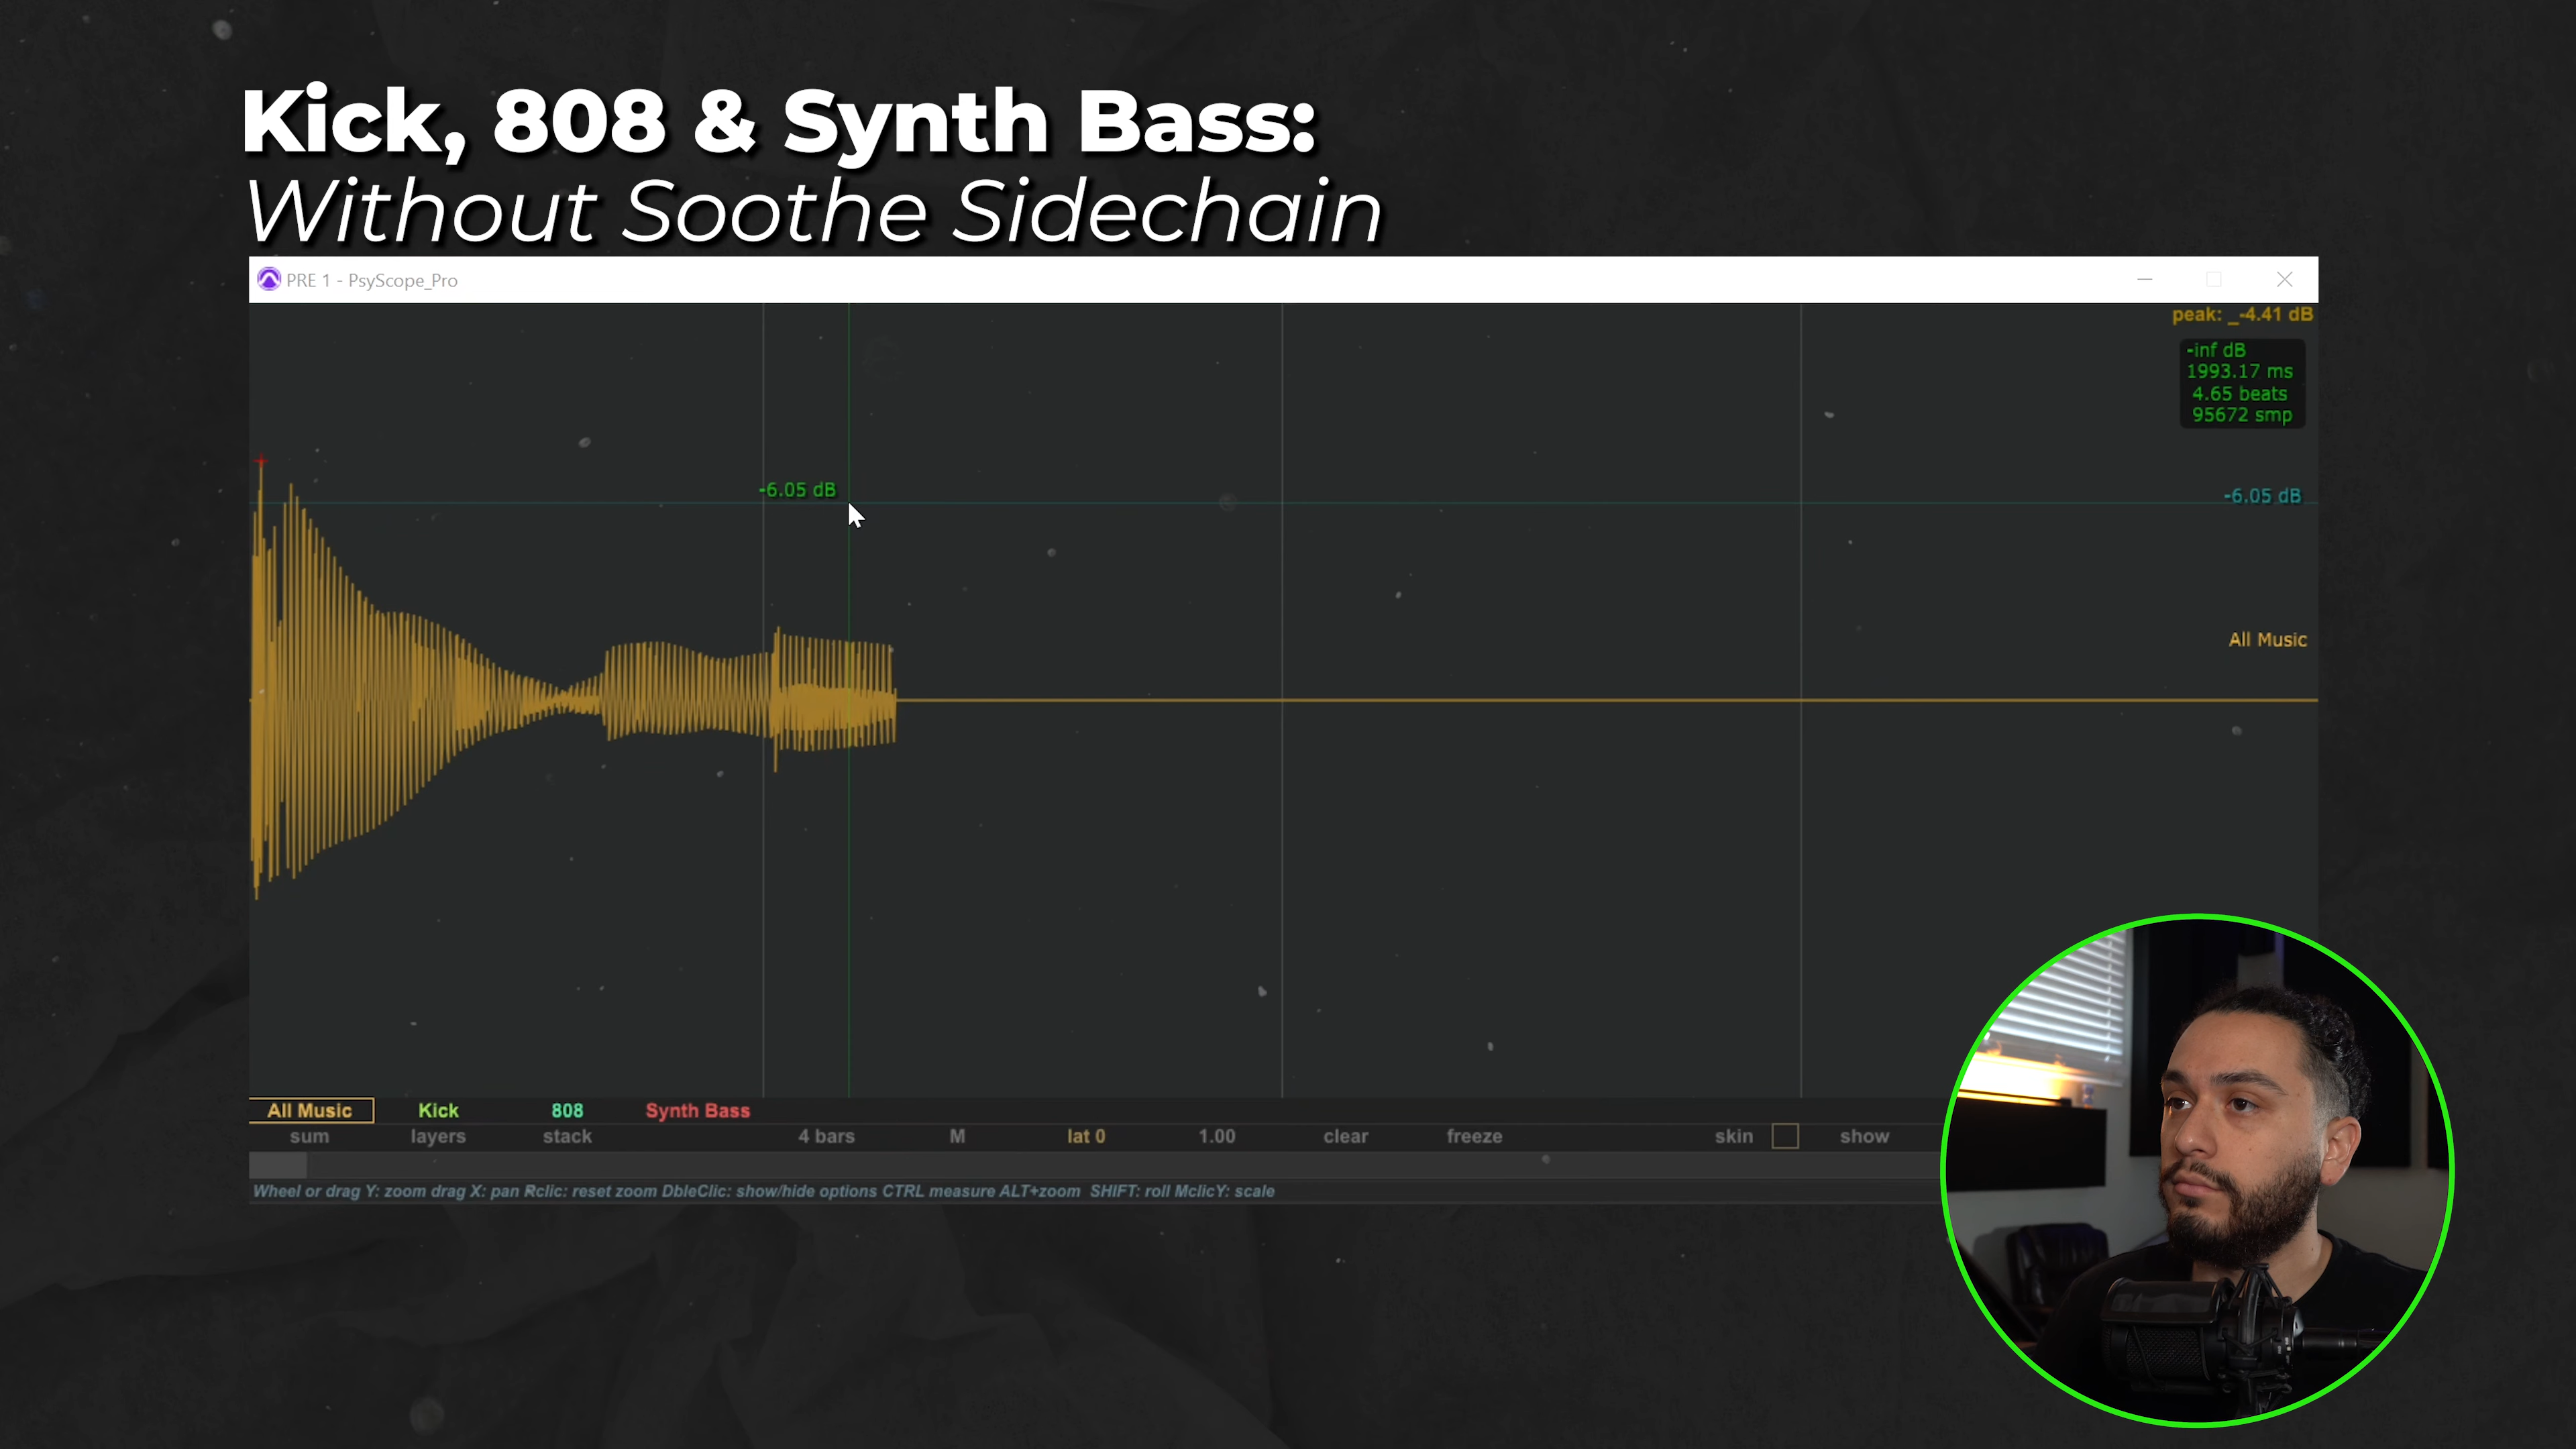 Kick, 808 & Synth Bass:
Without Soothe Sidechain
PRE 1 - PsyScope_Pro
peak: _-4.41 dB
-inf dB
1993.17 ms
4.65 beats
95672 smp
-6.05 dB
-6.05 dB
All Music
All Music Kick 808 Synth Bass
sum layers stack 4 bars M lat 0 1.00 clear freeze skin show
Wheel or drag Y: zoom drag X: pan Rclic: reset zoom DbleClic: show/hide options CTRL measure ALT+zoom SHIFT: roll MclicY: scale